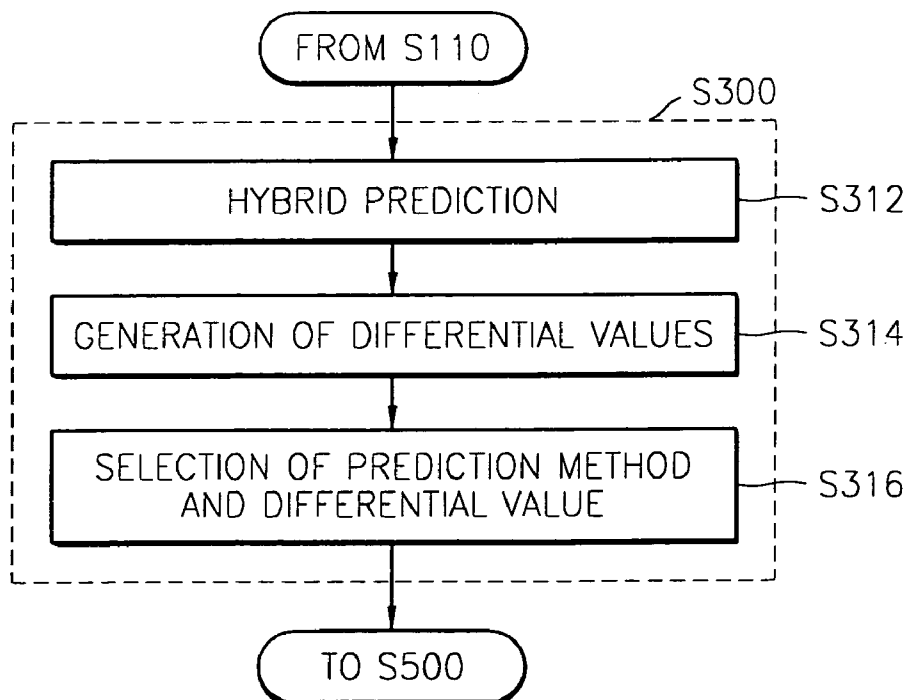 FROM S110
S300
HYBRID PREDICTION
S312
GENERATION OF DIFFERENTIAL VALUES
S314
SELECTION OF PREDICTION METHOD
AND DIFFERENTIAL VALUE
S316
TO S500